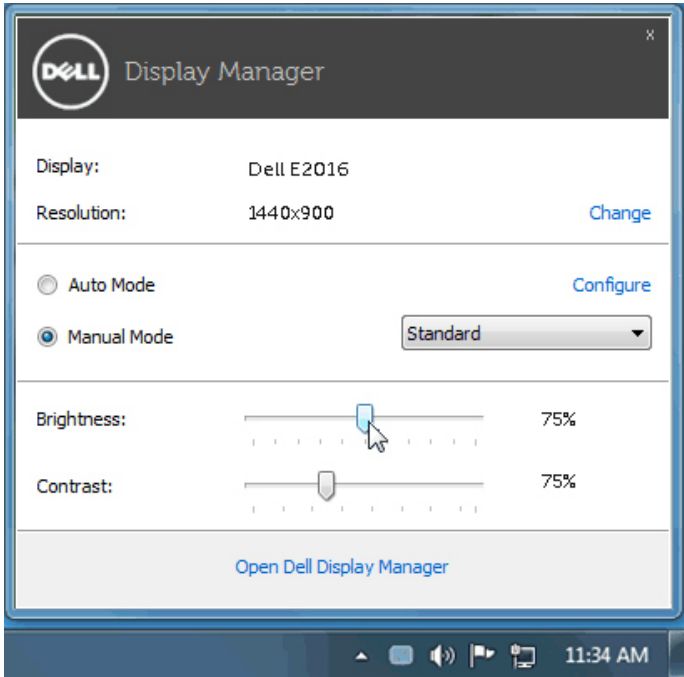 x
DELL Display Manager
Display: Dell E2016
Resolution: 1440x900 Change
Auto Mode Configure
Manual Mode Standard
Brightness: 75%
Contrast: 75%
Open Dell Display Manager
11:34 AM